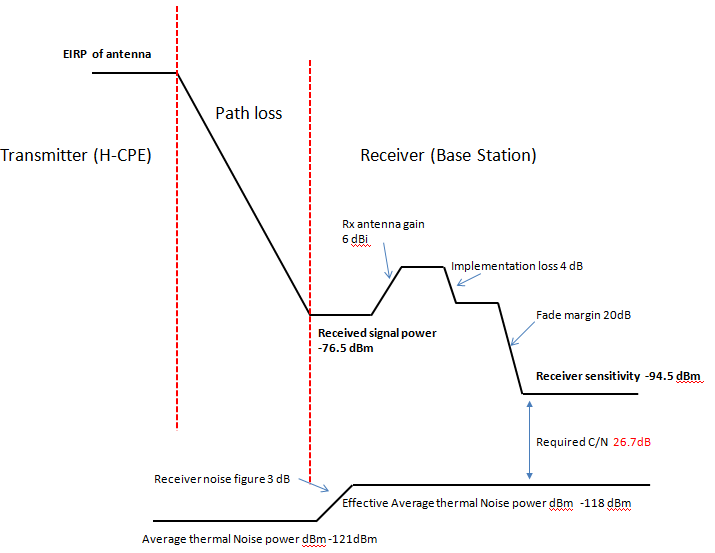 EIRP of antenna
Path loss
Transmitter (H-CPE)
Receiver (Base Station)
Rx antenna gain
6 dBi
Implementation loss 4 dB
Fade margin 20dB
Received signal power
-76.5 dBm
Receiver sensitivity -94.5 dBm
Required C/N 26.7dB
Receiver noise figure 3 dB
Effective Average thermal Noise power dBm -118 dBm
Average thermal Noise power dBm -121dBm